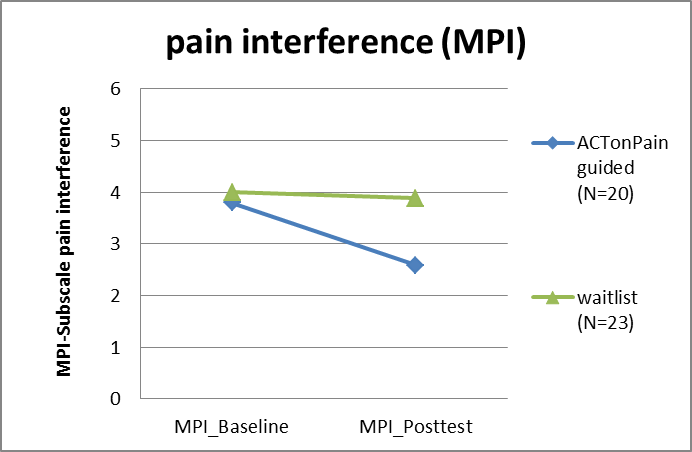 pain interference (MPI)
MPI-Subscale pain interference
6
5
4
3
2
1
0
MPI_Baseline
MPI_Posttest
ACTonPain
guided
(N=20)
waitlist
(N=23)